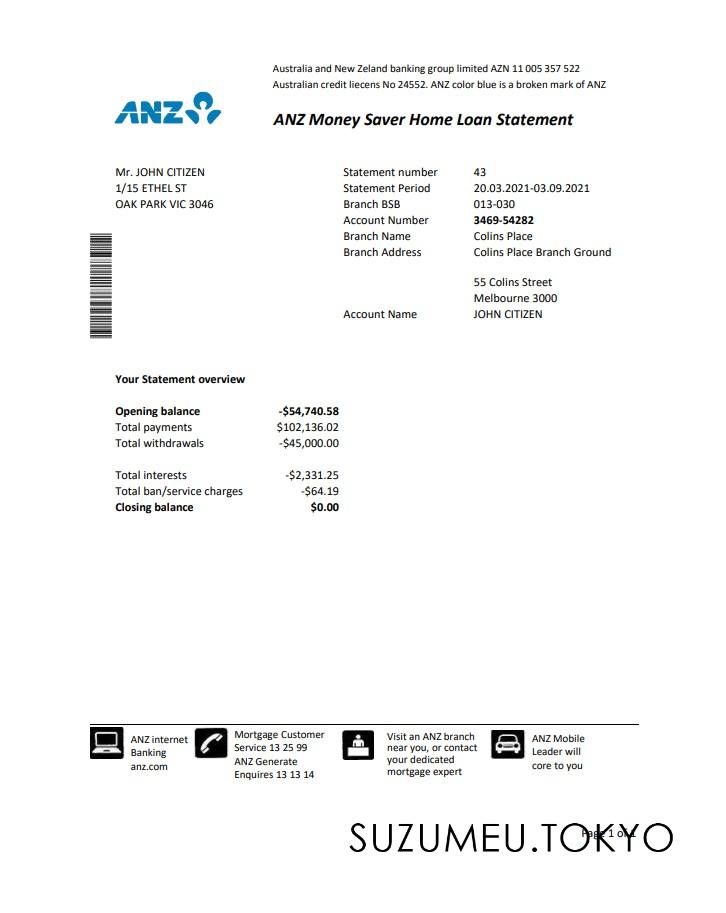 Australia and New Zeland banking group limited AZN 11 005 357 522
Australian credit liecens No 24552. ANZ color blue is a broken mark of ANZ
ANZ
ANZ Money Saver Home Loan Statement
Mr. JOHN CITIZEN
1/15 ETHEL ST
OAK PARK VIC 3046
Statement number 43
Statement Period 20.03.2021-03.09.2021
Branch BSB 013-030
Account Number 3469-54282
Branch Name Colins Place
Branch Address Colins Place Branch Ground
55 Colins Street
Melbourne 3000
Account Name JOHN CITIZEN
Your Statement overview
Opening balance -$54,740.58
Total payments $102,136.02
Total withdrawals -$45,000.00
Total interests -$2,331.25
Total ban/service charges -$64.19
Closing balance $0.00
ANZ internet
Banking
anz.com
Mortgage Customer
Service 13 25 99
ANZ Generate
Enquires 13 13 14
Visit an ANZ branch
near you, or contact
your dedicated
mortgage expert
ANZ Mobile
Leader will
core to you
Page 1 of 1
SUZUMEU.TOKYO